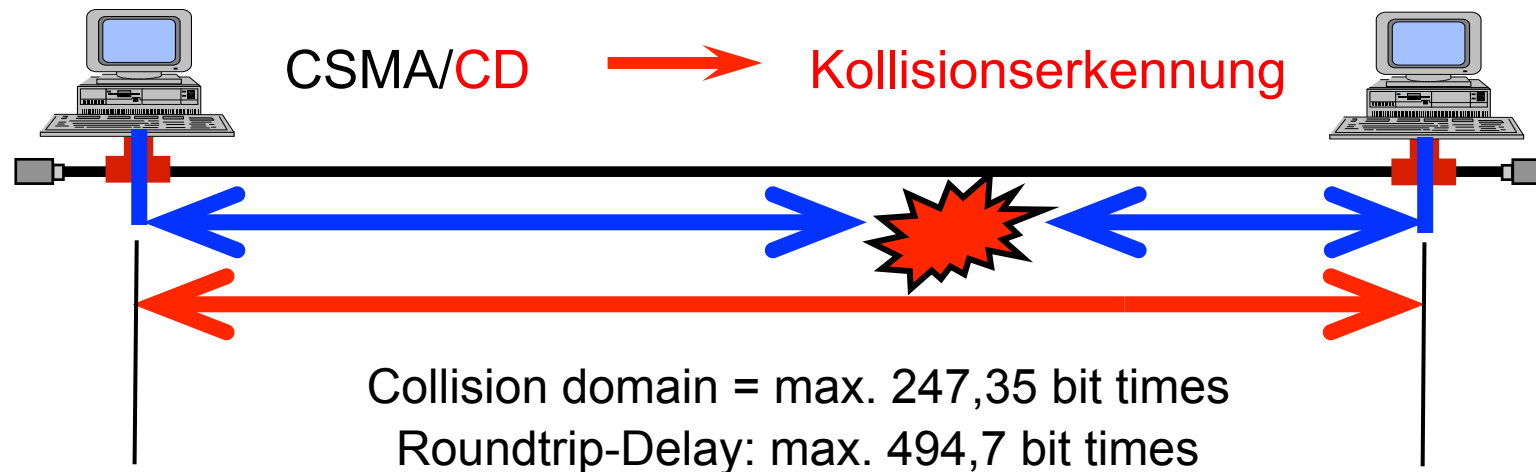 CSMA/CD Kollisionserkennung
Collision domain = max. 247,35 bit times
Roundtrip-Delay: max. 494,7 bit times